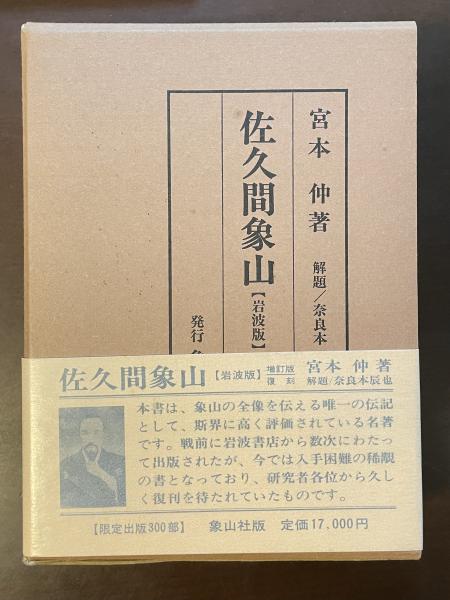 宮本 仲著
解題/奈良本
佐久間象山
【岩波版】
発行
佐久間象山【岩波版】増訂版復刻 宮本 仲著
解題/奈良本辰也
本書は、象山の全像を伝える唯一の伝記
として、斯界に高く評価されている名著
です。戦前に岩波書店から数次にわたっ
て出版されたが、今では入手困難の稀覯
の書となっており、研究者各位から久し
く復刊を待たれていたものです。
【限定出版300部】 象山社版 定価17,000円